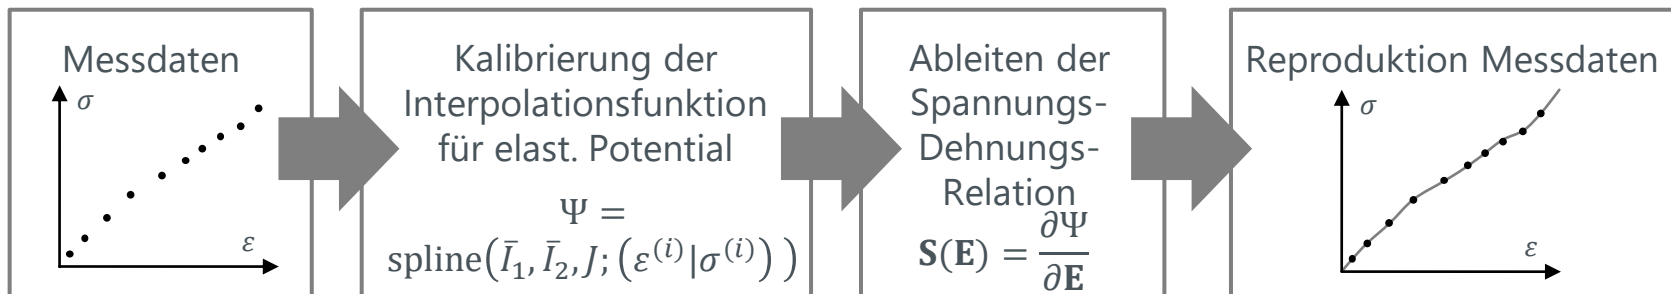 Messdaten
σ
ε
Kalibrierung der
Interpolationsfunktion
für elast. Potential
Ψ =
spline(Ī₁, Ī₂, J; (ε⁽ⁱ⁾|σ⁽ⁱ⁾) )
Ableiten der
Spannungs-
Dehnungs-
Relation
S(E) = ∂Ψ/∂E
Reproduktion Messdaten
σ
ε